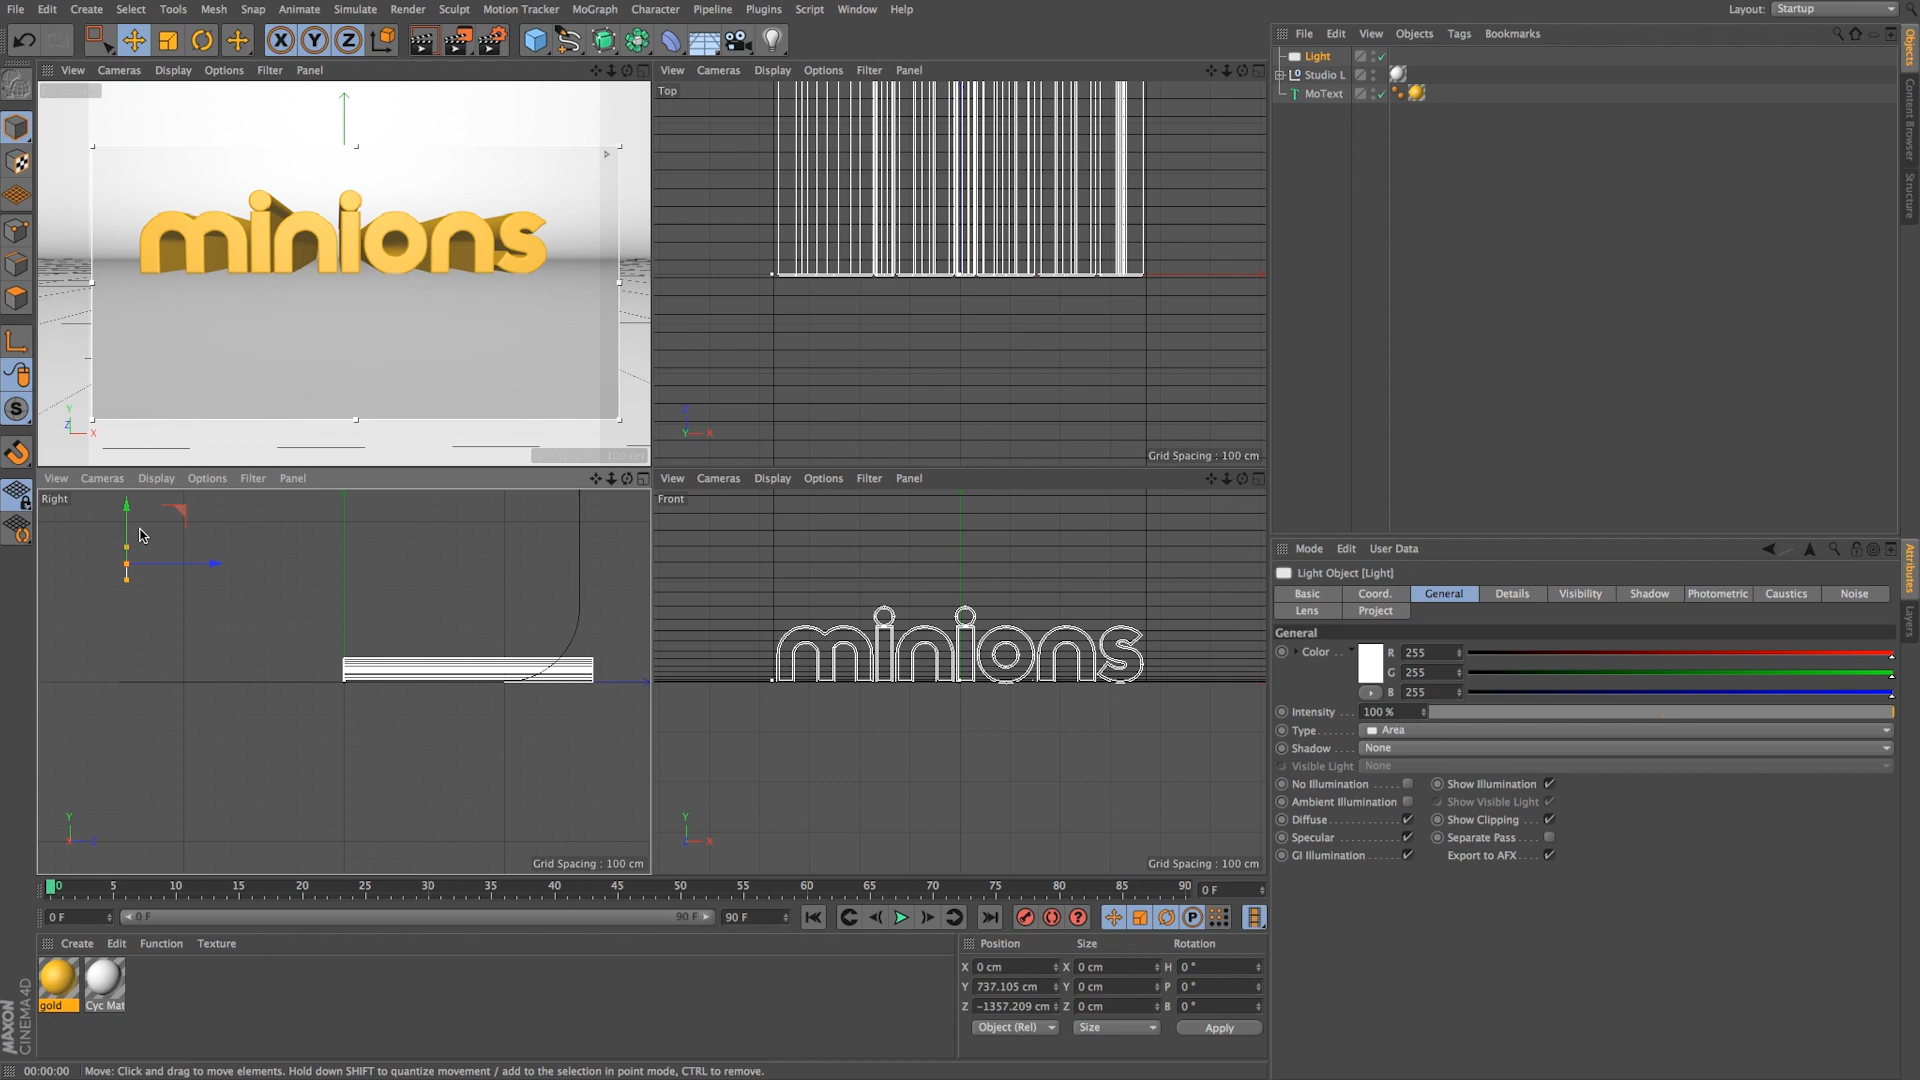 File Edit Create Select Tools Mesh Snap Animate Simulate Render Sculpt Motion Tracker MoGraph Character Pipeline Plugins Script Window Help
Layout: Startup
File Edit View Objects Tags Bookmarks
Light
Studio L
MoText
Objects
Content Browser
Structure
View Cameras Display Options Filter Panel
minions
Y
Z X
View Cameras Display Options Filter Panel
Top
Z
Y X
Grid Spacing : 100 cm
View Cameras Display Options Filter Panel
Right
Y
Grid Spacing : 100 cm
View Cameras Display Options Filter Panel
Front
minions
Y
X
Grid Spacing : 100 cm
Mode Edit User Data
Light Object [Light]
Basic Coord. General Details Visibility Shadow Photometric Caustics Noise
Lens Project
General
Color . . R 255
G 255
B 255
Intensity . . . 100 %
Type. . . . . . . Area
Shadow . . . . None
Visible Light None
No Illumination . . . . . Show Illumination
Ambient Illumination Show Visible Light
Diffuse . . . . . . . . . . . . Show Clipping . . .
Specular . . . . . . . . . . . Separate Pass . . . .
GI Illumination . . . . . . Export to AFX . . . .
Attributes
Layers
0 5 10 15 20 25 30 35 40 45 50 55 60 65 70 75 80 85 90 0 F
0 F 0 F 90 F 90 F
Create Edit Function Texture
gold Cyc Mat
MAXON
CINEMA 4D
Position Size Rotation
X 0 cm X 0 cm H 0 °
Y 737.105 cm Y 0 cm P 0 °
Z -1357.209 cm Z 0 cm B 0 °
Object (Rel) Size Apply
00:00:00 Move: Click and drag to move elements. Hold down SHIFT to quantize movement / add to the selection in point mode, CTRL to remove.